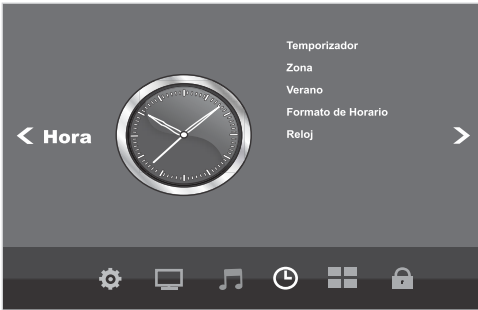 Hora
Temporizador
Zona
Verano
Formato de Horario
Reloj